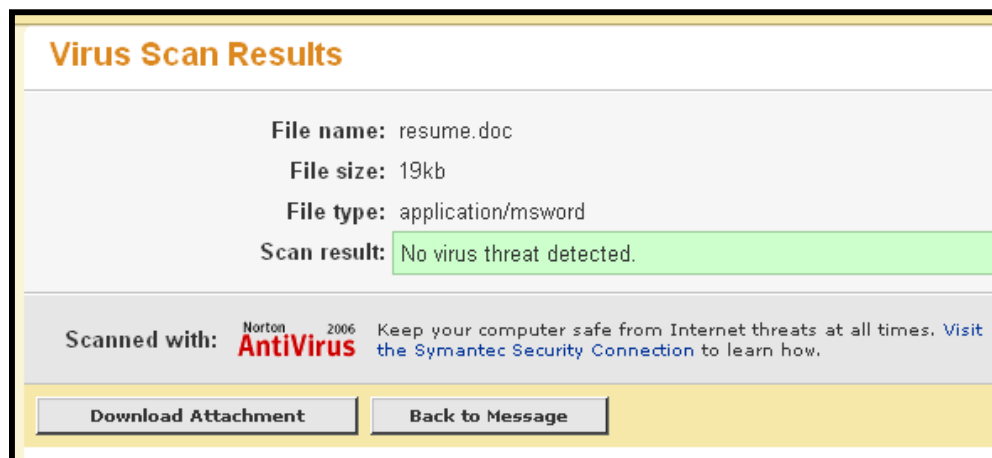 Virus Scan Results
File name: resume.doc
File size: 19kb
File type: application/msword
Scan result: No virus threat detected.
Scanned with: Norton 2006 AntiVirus Keep your computer safe from Internet threats at all times. Visit
the Symantec Security Connection to learn how.
Download Attachment Back to Message